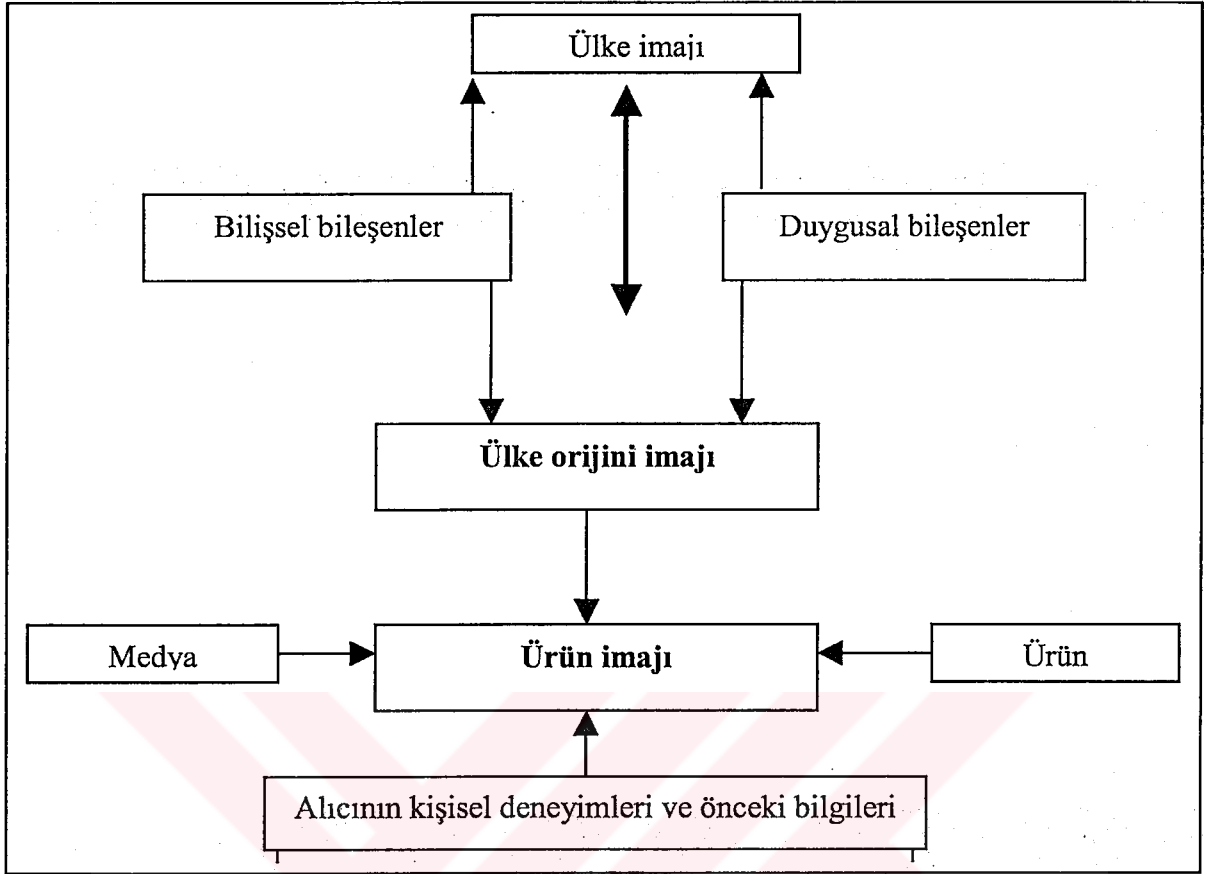 Ülke imajı
Bilişsel bileşenler
Duygusal bileşenler
Ülke orijini imajı
Medya
Ürün imajı
Ürün
Alıcının kişisel deneyimleri ve önceki bilgileri